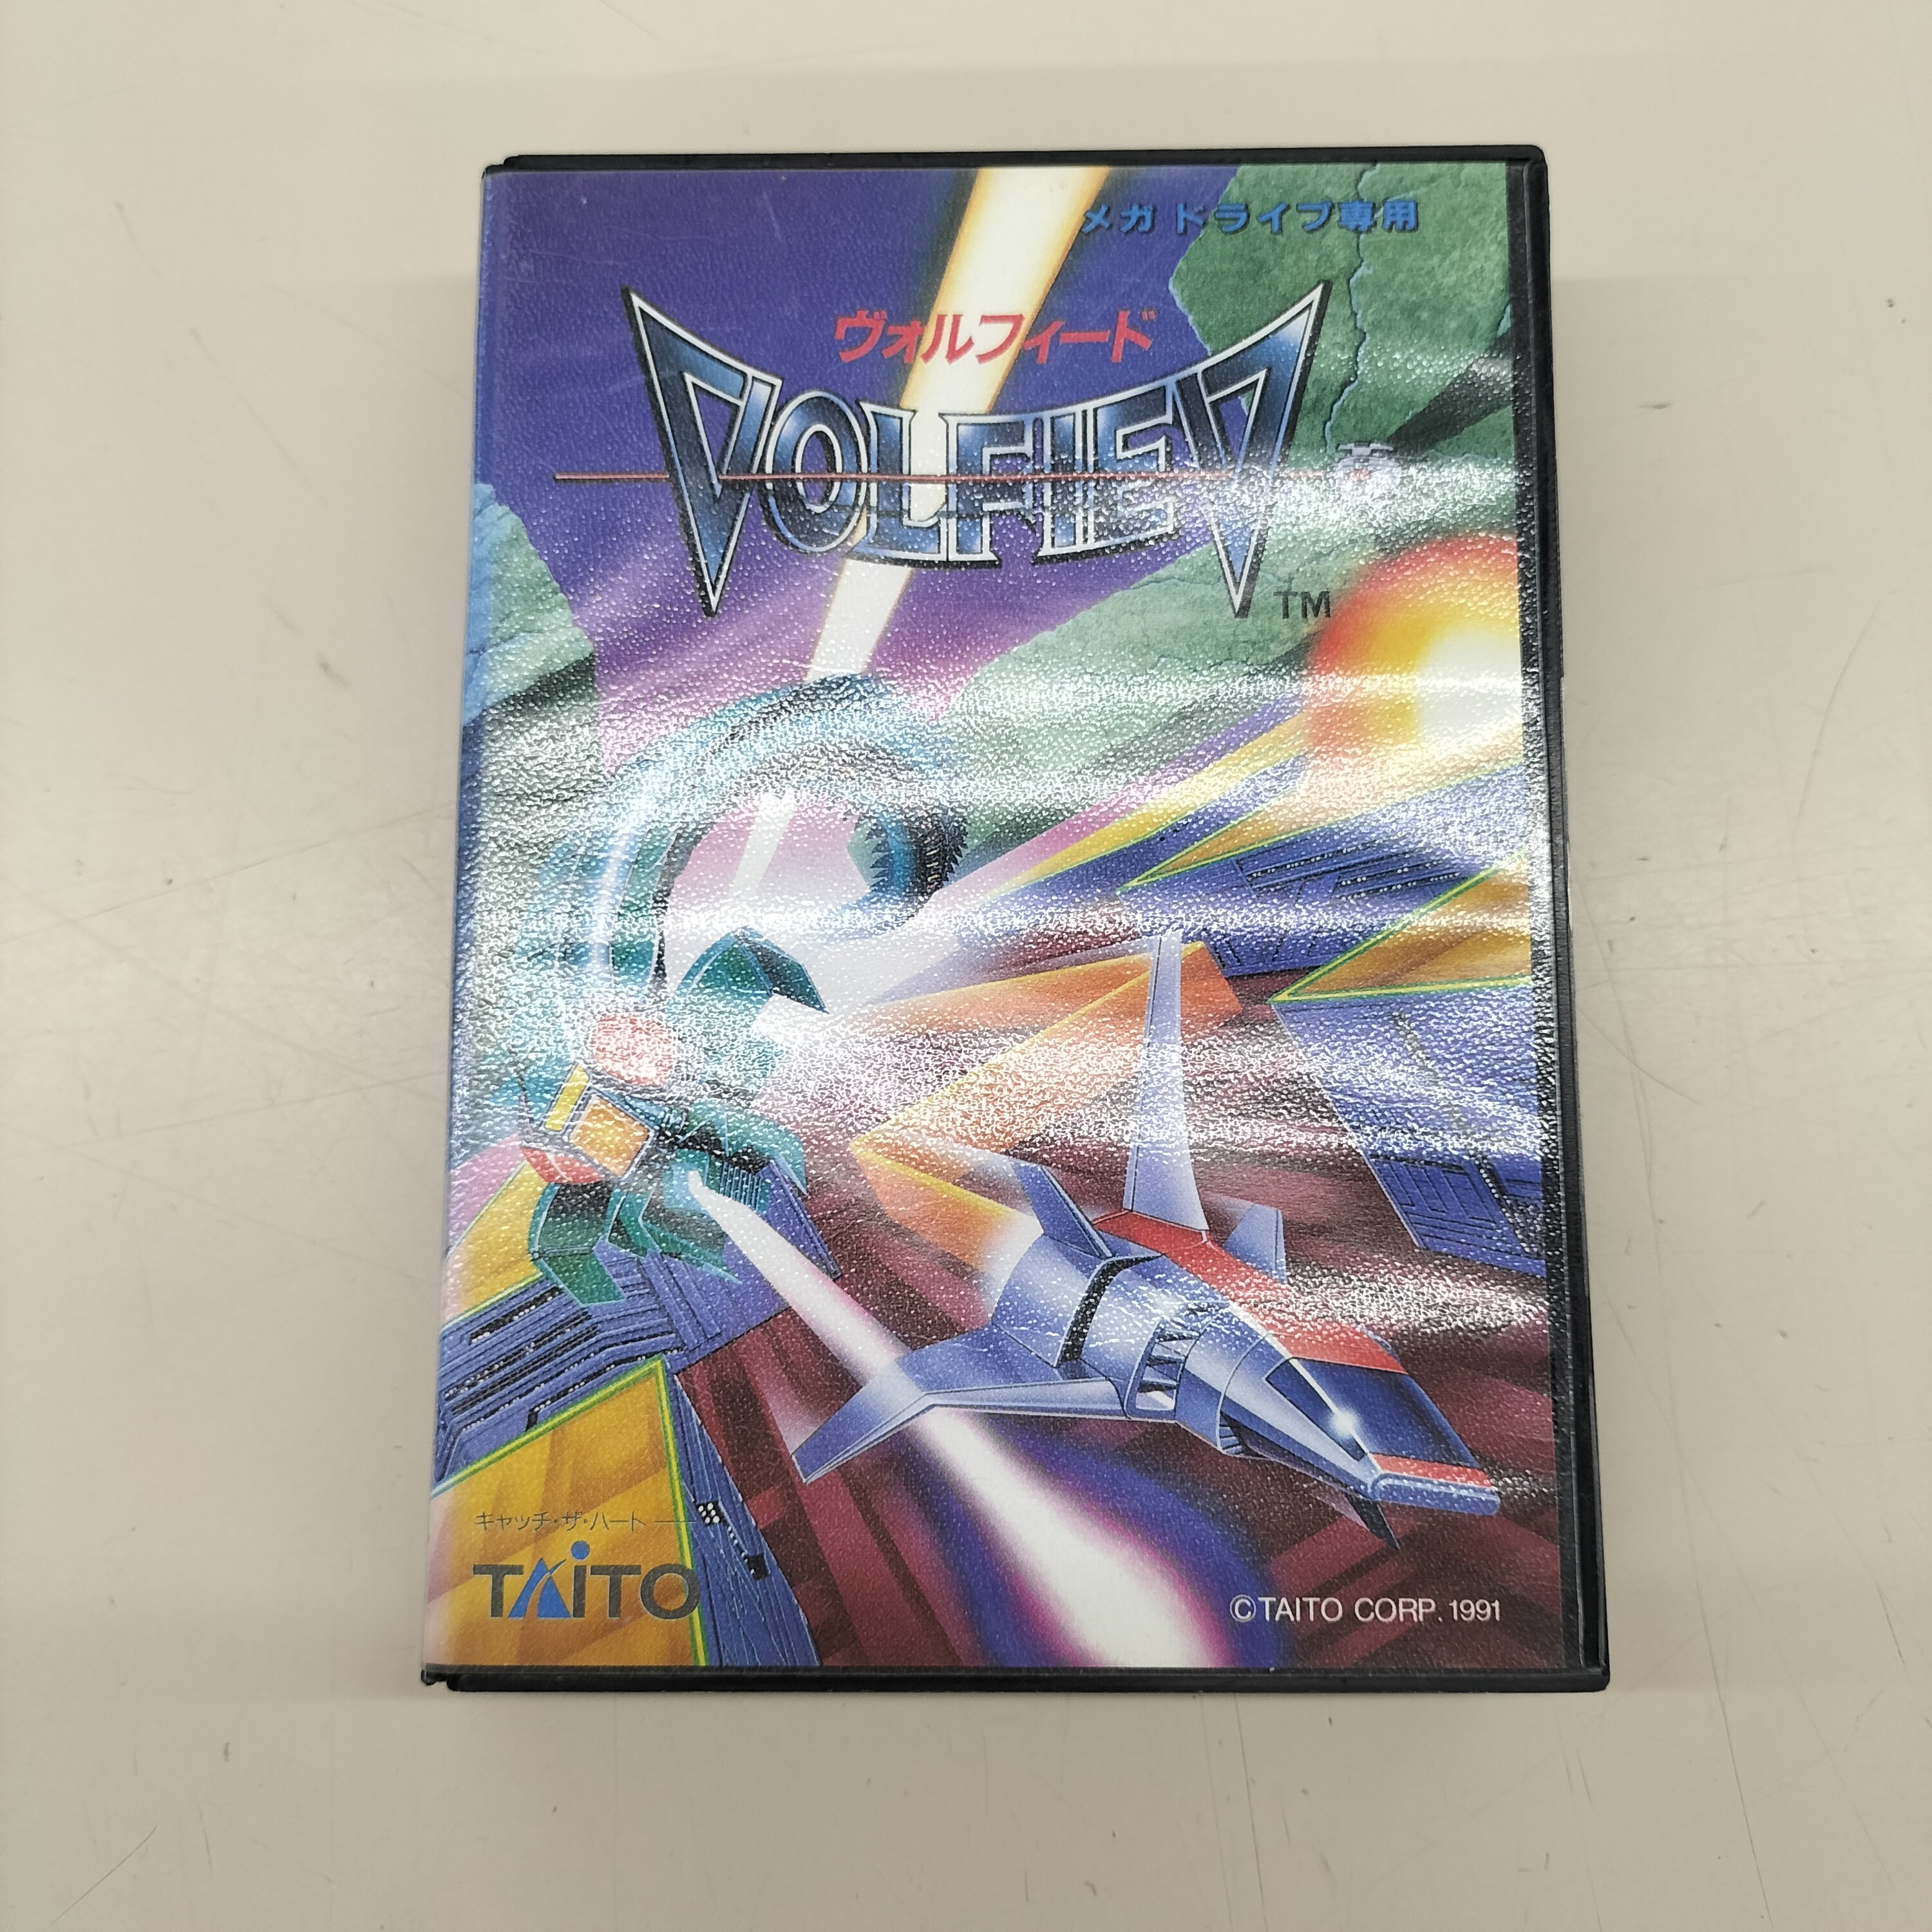 メガドライブ専用
ヴォルフィード
VOLFIED
TM
キャッチ・ザ・ハート
TAiTO
©TAITO CORP. 1991